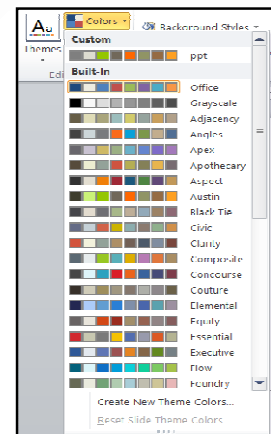 Colors
Aa
Background Styles
Themes
Custom
ppt
Built-In
Office
Grayscale
Adjacency
Angles
Apex
Apothecary
Aspect
Austin
Black Tie
Civic
Clarity
Composite
Concourse
Couture
Elemental
Equity
Essential
Executive
Flow
Foundry
Create New Theme Colors...
Reset Slide Theme Colors